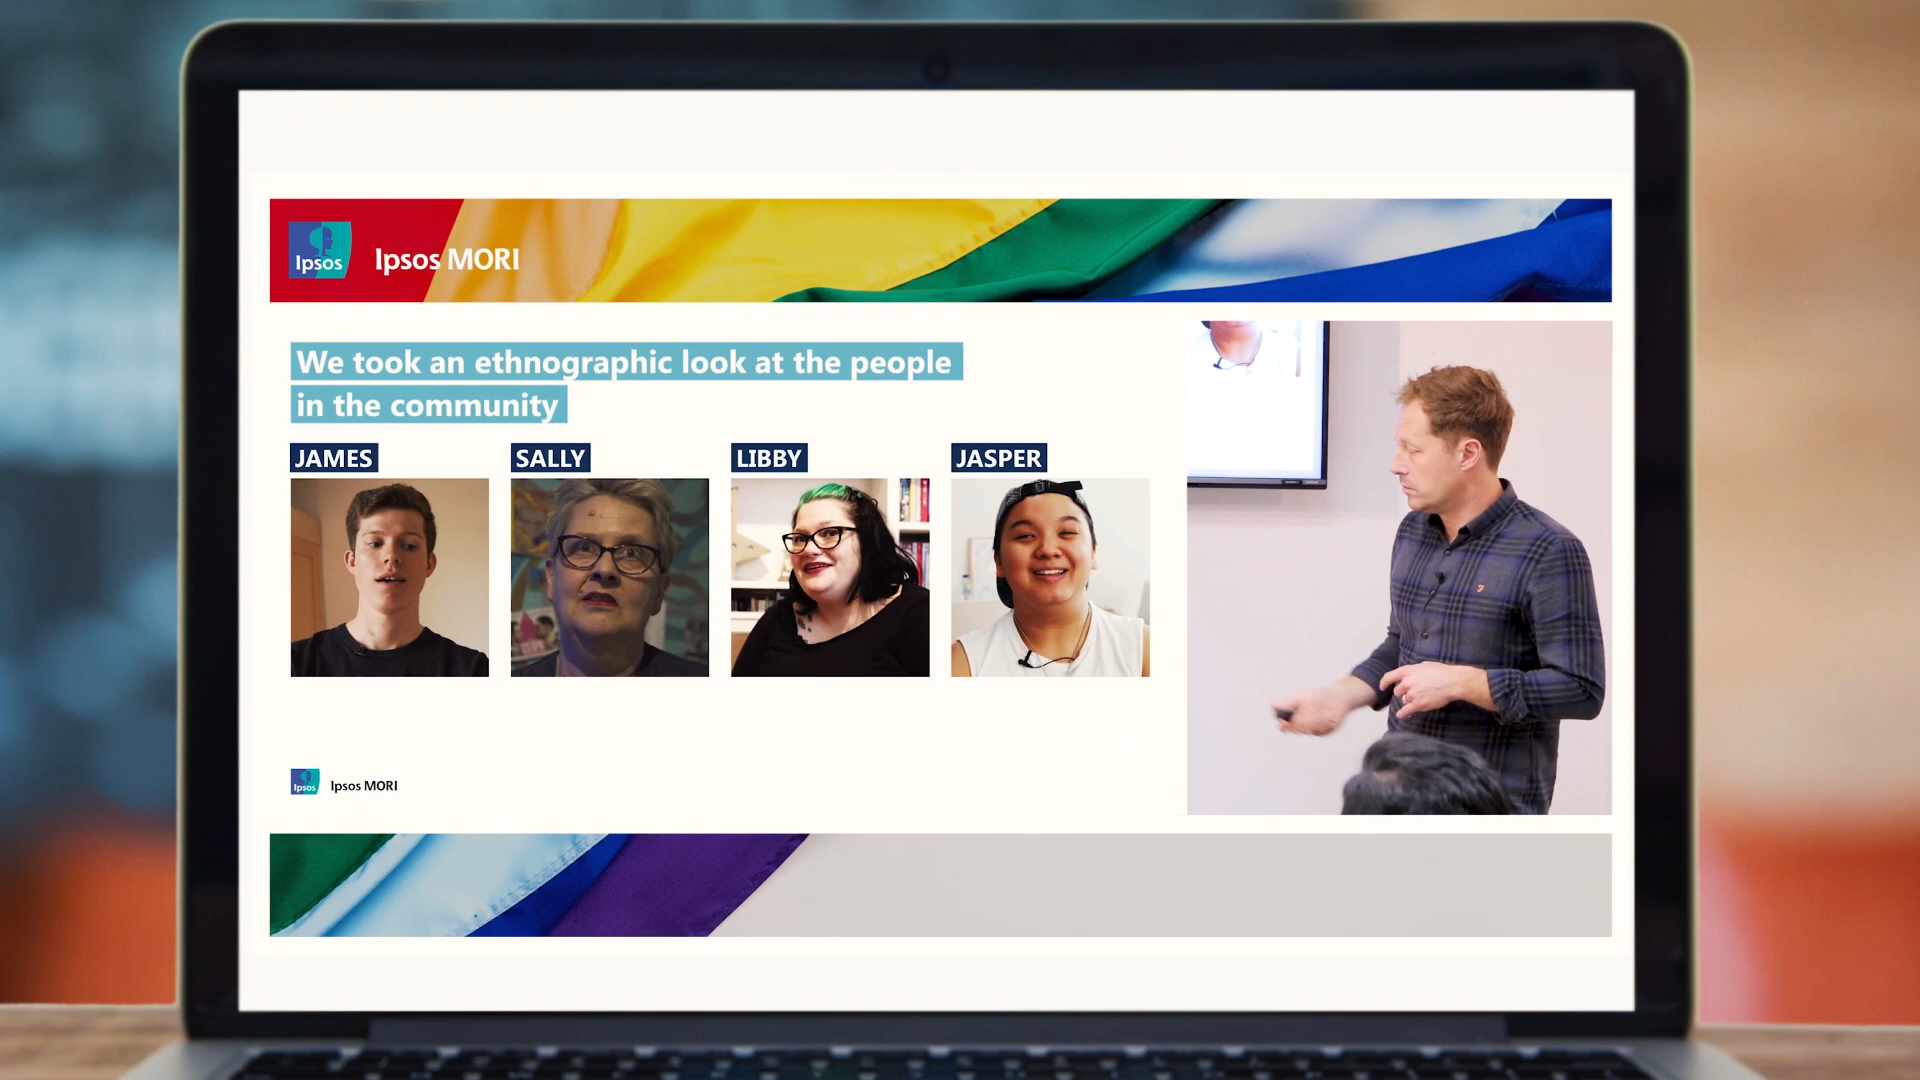 Ipsos
Ipsos MORI
We took an ethnographic look at the people
in the community
JAMES
SALLY
LIBBY
JASPER
Ipsos
Ipsos MORI